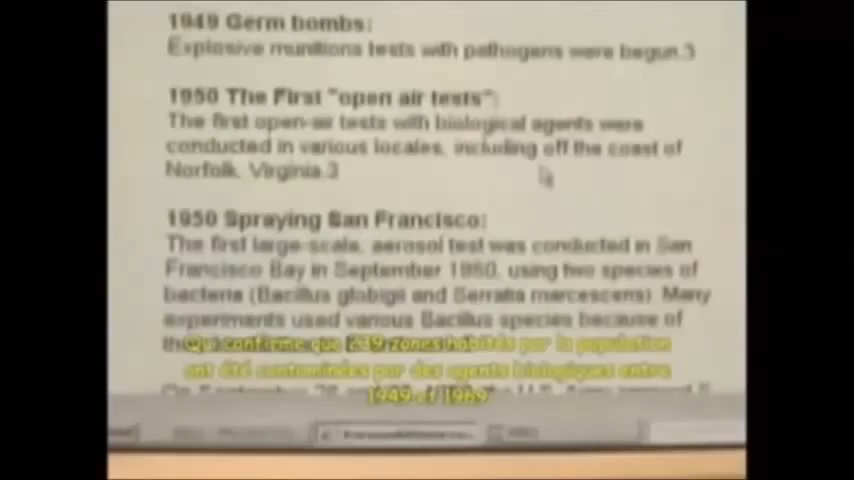 1949 Germ bombs:
Explosive munitions tests with pathogens were begun.3
1950 The First "open air tests":
The first open-air tests with biological agents were
conducted in various locales, including off the coast of
Norfolk, Virginia.3
1950 Spraying San Francisco:
The first large-scale, aerosol test was conducted in San
Francisco Bay in September 1950, using two species of
bacteria (Bacillus globigii and Serratia marcescens). Many
experiments used various Bacillus species because of
Qui confirme que 239 zones habités par la population
ont été contaminées par des agents biologiques entre
1949 et 1969